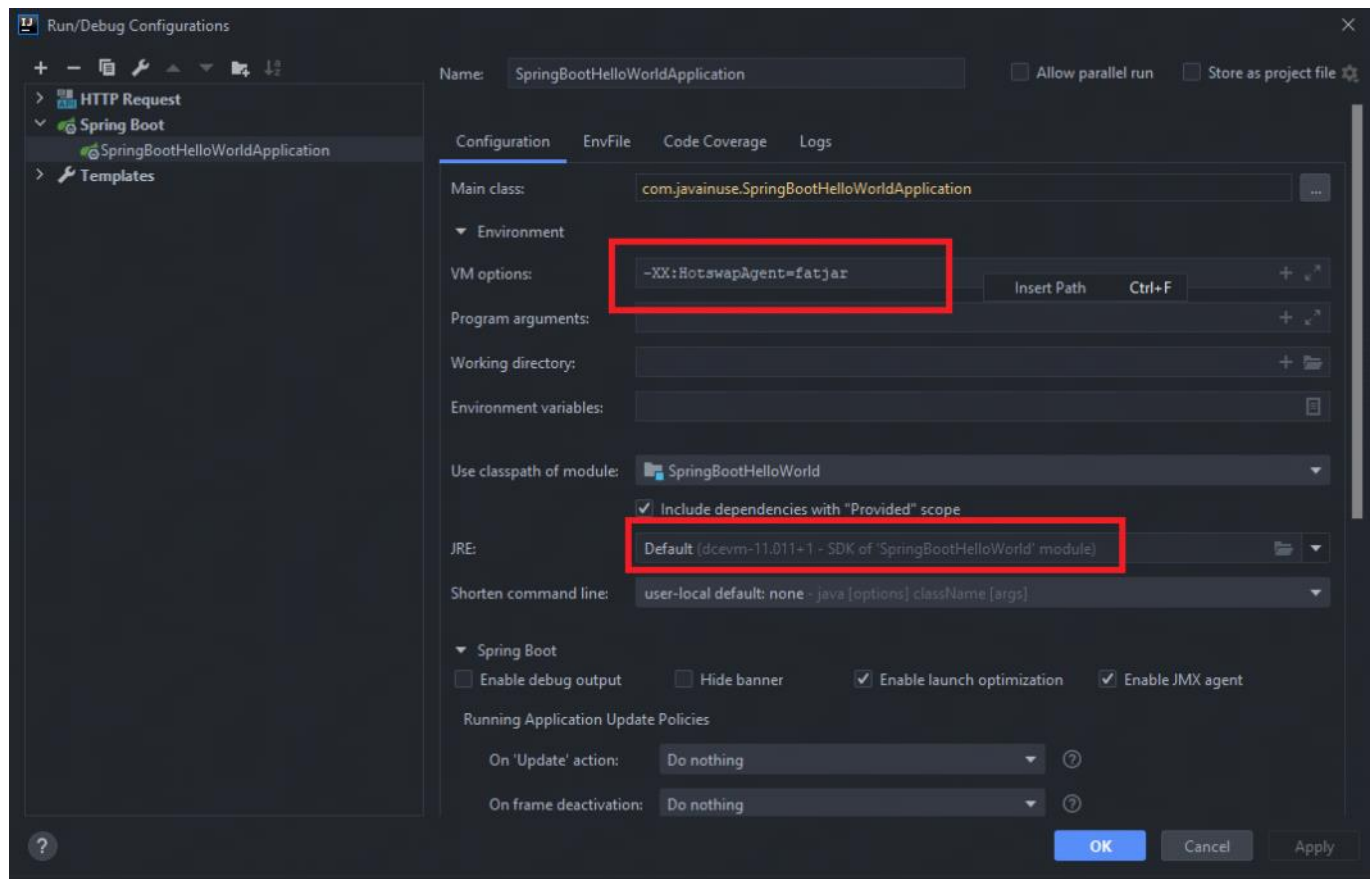 Run/Debug Configurations
HTTP Request
Spring Boot
SpringBootHelloWorldApplication
Templates
Name: SpringBootHelloWorldApplication Allow parallel run Store as project file
Configuration EnvFile Code Coverage Logs
Main class: com.javainuse.SpringBootHelloWorldApplication ...
Environment
VM options: -XX:HotswapAgent=fatjar
Insert Path Ctrl+F
Program arguments:
Working directory:
Environment variables:
Use classpath of module: SpringBootHelloWorld
Include dependencies with "Provided" scope
JRE: Default (dcevm-11.011+1 - SDK of 'SpringBootHelloWorld' module)
Shorten command line: user-local default: none - java [options] className [args]
Spring Boot
Enable debug output Hide banner Enable launch optimization Enable JMX agent
Running Application Update Policies
On 'Update' action: Do nothing ?
On frame deactivation: Do nothing ?
? OK Cancel Apply